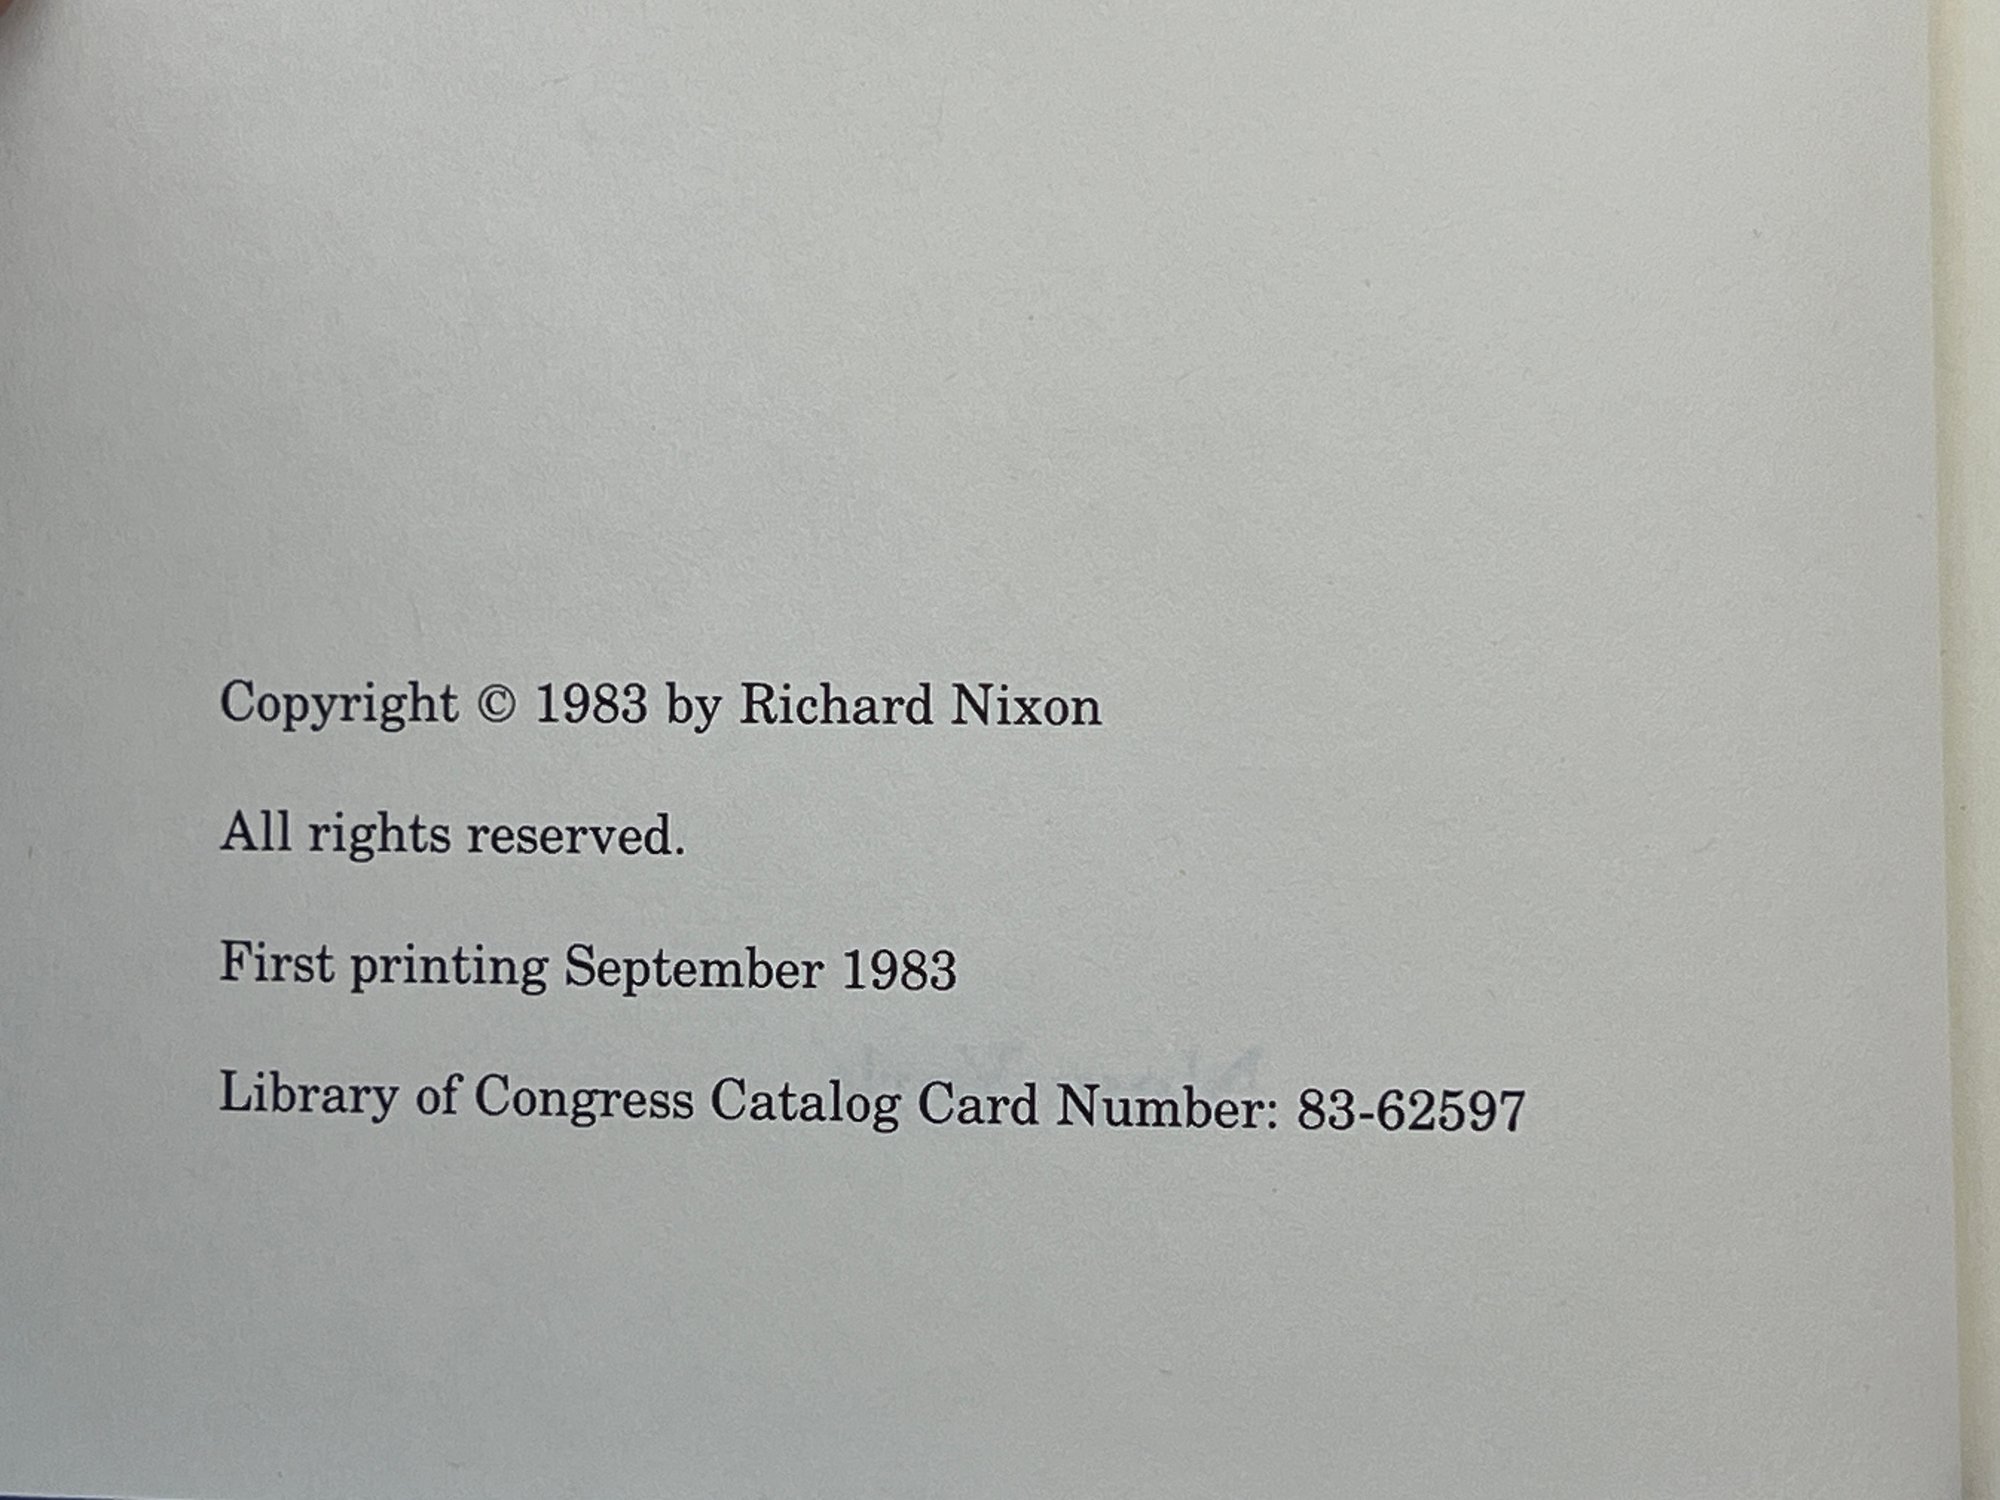 Copyright © 1983 by Richard Nixon
All rights reserved.
First printing September 1983
Library of Congress Catalog Card Number: 83-62597